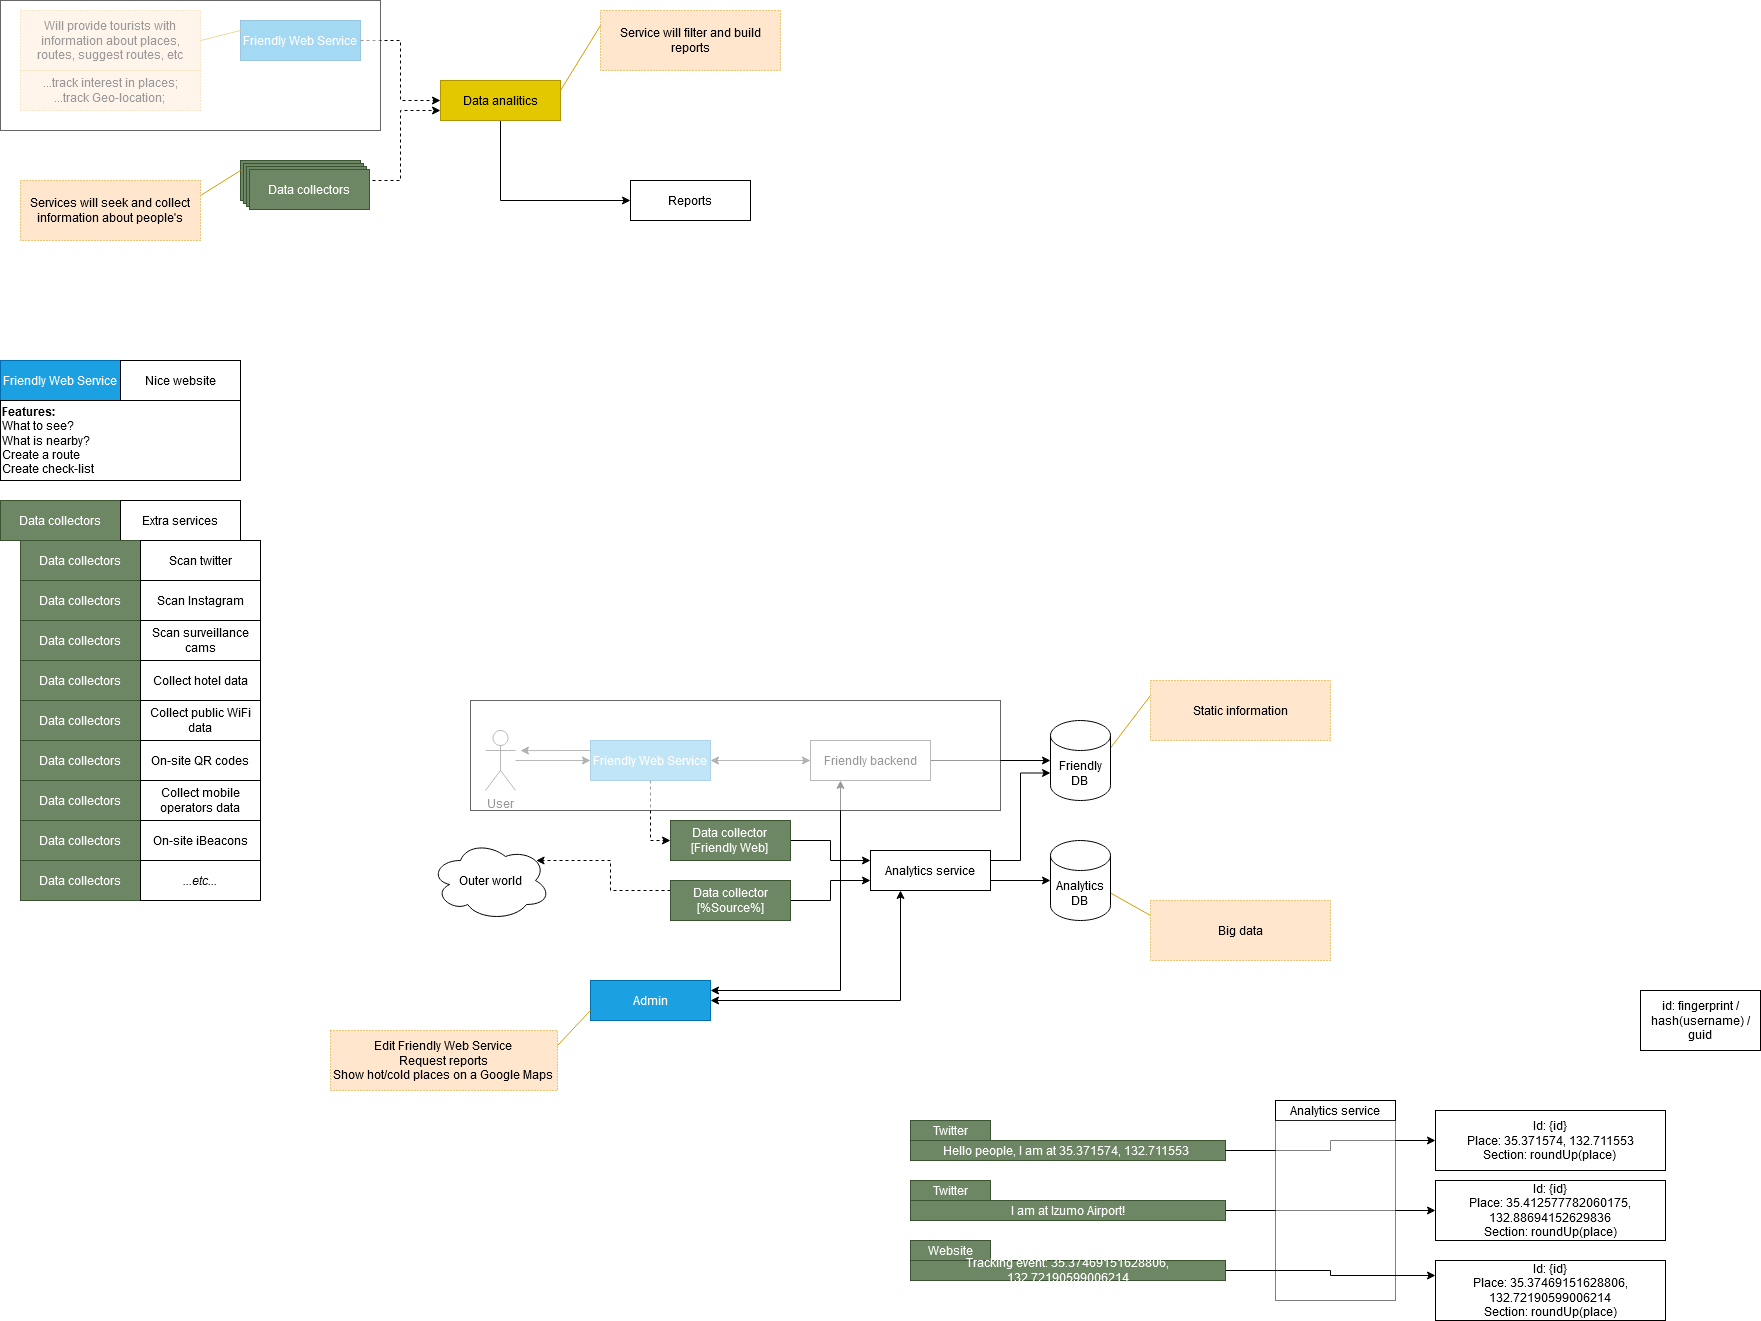 Will provide tourists with
information about places,
routes, suggest routes, etc
...track interest in places;
...track Geo-location;
Friendly Web Service
Service will filter and build
reports
Data analitics
Services will seek and collect
information about people's
Data collectors
Reports
Friendly Web Service
Nice website
Features:
What to see?
What is nearby?
Create a route
Create check-list
Data collectors
Extra services
Data collectors
Scan twitter
Data collectors
Scan Instagram
Data collectors
Scan surveillance
cams
Data collectors
Collect hotel data
Data collectors
Collect public WiFi
data
Data collectors
On-site QR codes
Data collectors
Collect mobile
operators data
Data collectors
On-site iBeacons
Data collectors
...etc...
User
Friendly Web Service
Friendly backend
Friendly
DB
Static information
Data collector
[Friendly Web]
Outer world
Data collector
[%Source%]
Analytics service
Analytics
DB
Big data
Admin
Edit Friendly Web Service
Request reports
Show hot/cold places on a Google Maps
id: fingerprint /
hash(username) /
guid
Analytics service
Twitter
Hello people, I am at 35.371574, 132.711553
Id: {id}
Place: 35.371574, 132.711553
Section: roundUp(place)
Twitter
I am at Izumo Airport!
Id: {id}
Place: 35.412577782060175,
132.88694152629836
Section: roundUp(place)
Website
Tracking event: 35.37469151628806,
132.72190599006214
Id: {id}
Place: 35.37469151628806,
132.72190599006214
Section: roundUp(place)